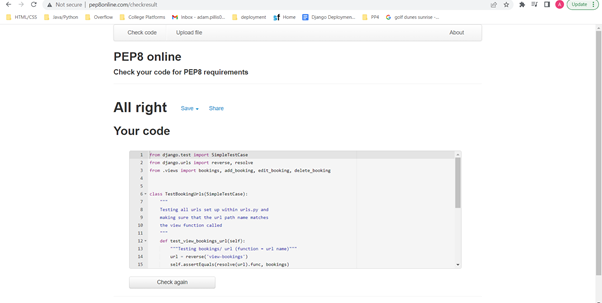 Not secure | pep8online.com/checkresult
Update
HTML/CSS Java/Python Overflow College Platforms Inbox - adam.pills0... deployment Home Django Deploymen... PP4 golf dunes sunrise -...
Check code Upload file About
PEP8 online
Check your code for PEP8 requirements
All right Save Share
Your code
1 from django.test import SimpleTestCase
2 from django.urls import reverse, resolve
3 from .views import bookings, add_booking, edit_booking, delete_booking
4
5
6 class TestBookingUrls(SimpleTestCase):
7 """
8 Testing all urls set up within urls.py and
9 making sure that the url path name matches
10 the view function called
11 """
12 def test_view_bookings_url(self):
13 """Testing bookings/ url (function = url name)"""
14 url = reverse('view-bookings')
15 self.assertEquals(resolve(url).func, bookings)
Check again